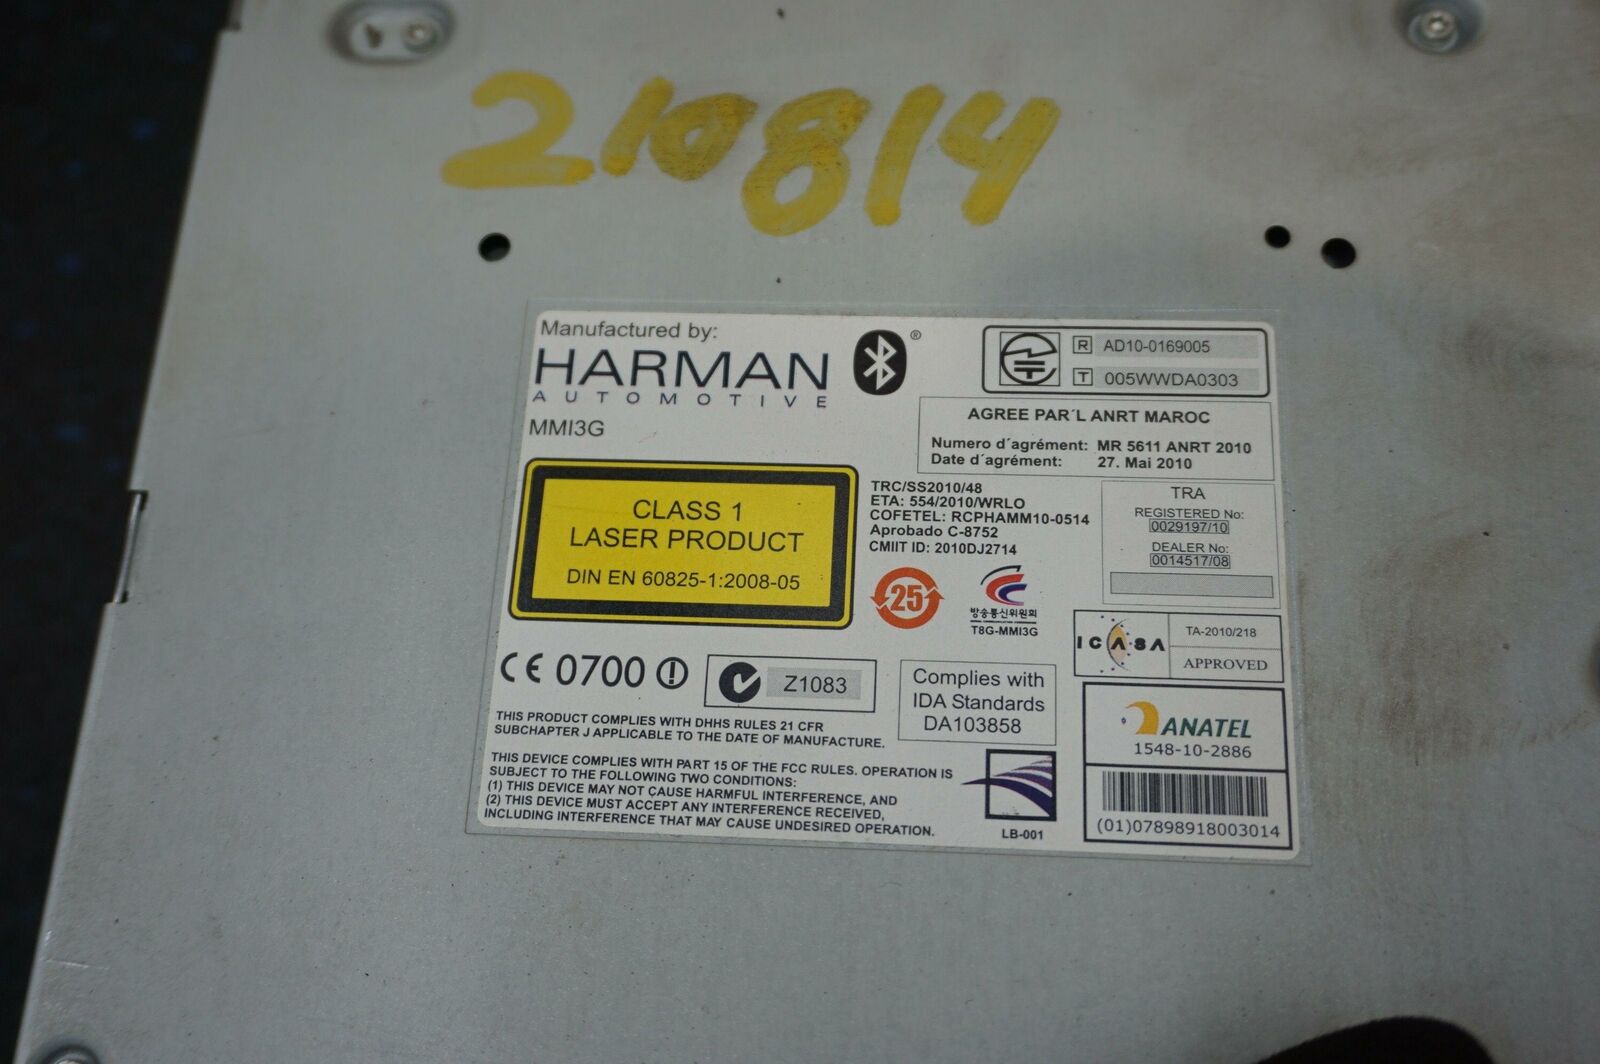 210814
Manufactured by:
HARMAN
AUTOMOTIVE
MMI3G
®
R AD10-0169005
T 005WWDA0303
AGREE PAR´L ANRT MAROC
Numero d´agrément: MR 5611 ANRT 2010
Date d´agrément: 27. Mai 2010
CLASS 1
LASER PRODUCT
DIN EN 60825-1:2008-05
TRC/SS2010/48
ETA: 554/2010/WRLO
COFETEL: RCPHAMM10-0514
Aprobado C-8752
CMIIT ID: 2010DJ2714
TRA
REGISTERED No:
0029197/10
DEALER No:
0014517/08
25
방송통신위원회
T8G-MMI3G
ICASA
TA-2010/218
APPROVED
CE 0700
Z1083
Complies with
IDA Standards
DA103858
ANATEL
1548-10-2886
(01)07898918003014
THIS PRODUCT COMPLIES WITH DHHS RULES 21 CFR
SUBCHAPTER J APPLICABLE TO THE DATE OF MANUFACTURE.
THIS DEVICE COMPLIES WITH PART 15 OF THE FCC RULES. OPERATION IS
SUBJECT TO THE FOLLOWING TWO CONDITIONS:
(1) THIS DEVICE MAY NOT CAUSE HARMFUL INTERFERENCE, AND
(2) THIS DEVICE MUST ACCEPT ANY INTERFERENCE RECEIVED,
INCLUDING INTERFERENCE THAT MAY CAUSE UNDESIRED OPERATION.
LB-001